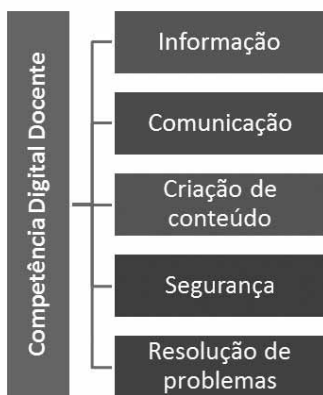 Competência Digital Docente
Informação
Comunicação
Criação de
conteúdo
Segurança
Resolução de
problemas